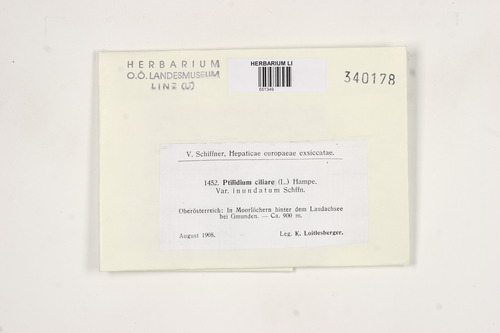 HERBARIUM
O.Ö. LANDESMUSEUM
LINZ (LI)
HERBARIUM LI
340178
V. Schiffner, Hepaticae europaeae exsiccatae.
1452. Ptilidium ciliare (L.) Hampe.
Var. inundatum Schffn.
Oberösterreich: In Moorlöchern hinter dem Laudachsee
bei Gmunden. — Ca. 900 m.
August 1908. Leg. K. Loitlesberger.